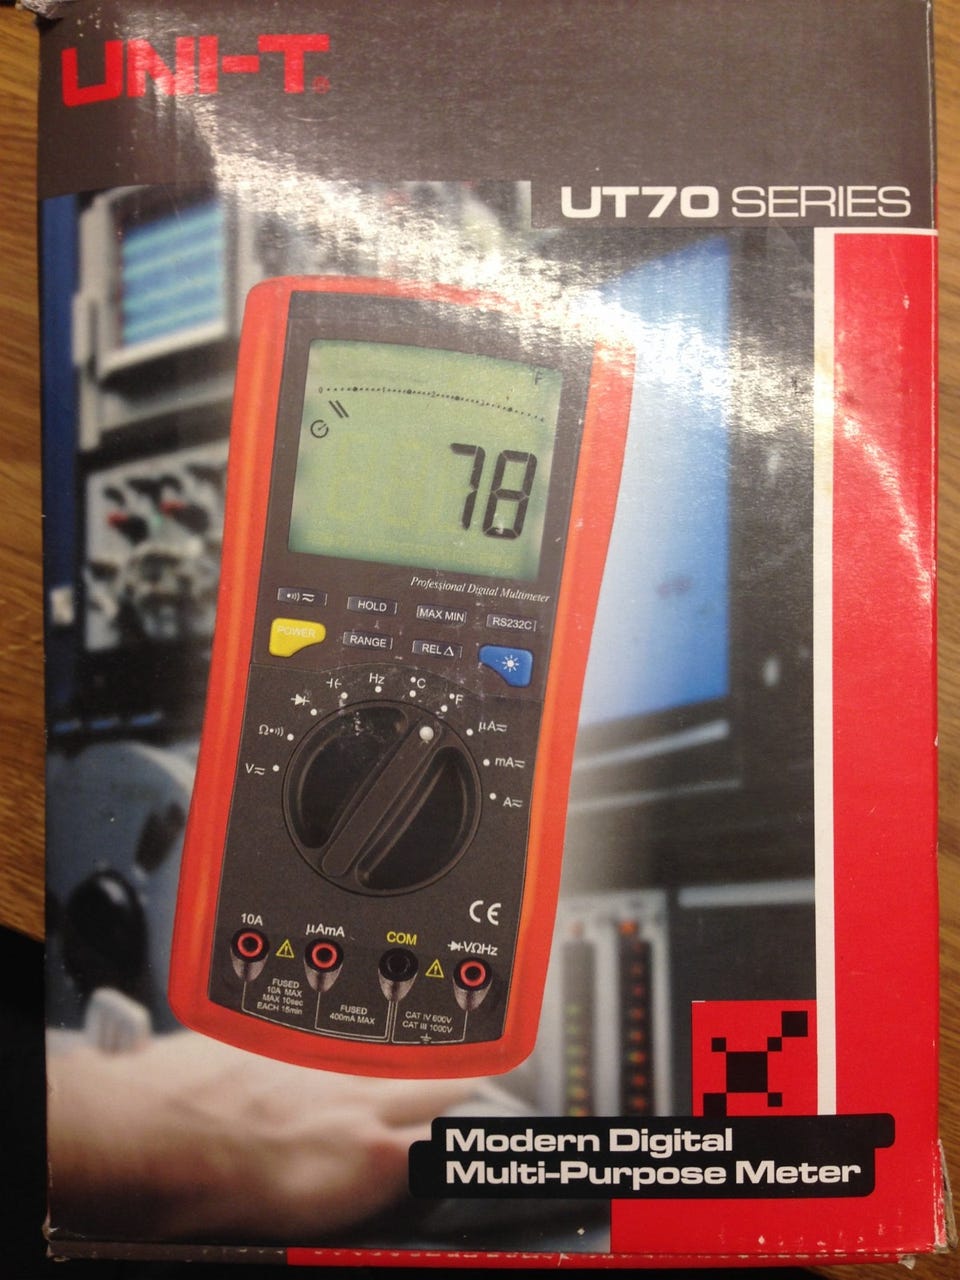 UNI-T®
UT70 SERIES
F
0
78
Professional Digital Multimeter
HOLD
MAX MIN
RS232C
POWER
RANGE
REL Δ
Hz
°C
°F
Ω
µA
V
mA
A
CE
10A
µAmA
COM
VΩHz
FUSED
10A MAX
MAX 10sec
EACH 15min
FUSED
400mA MAX
CAT IV 600V
CAT III 1000V
Modern Digital
Multi-Purpose Meter